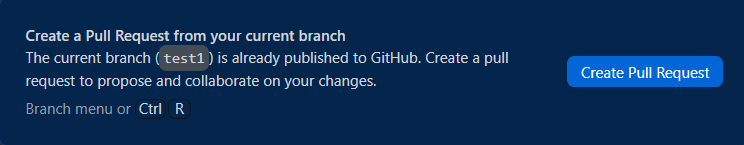 Create a Pull Request from your current branch
The current branch (test1) is already published to GitHub. Create a pull
request to propose and collaborate on your changes.
Create Pull Request
Branch menu or Ctrl R